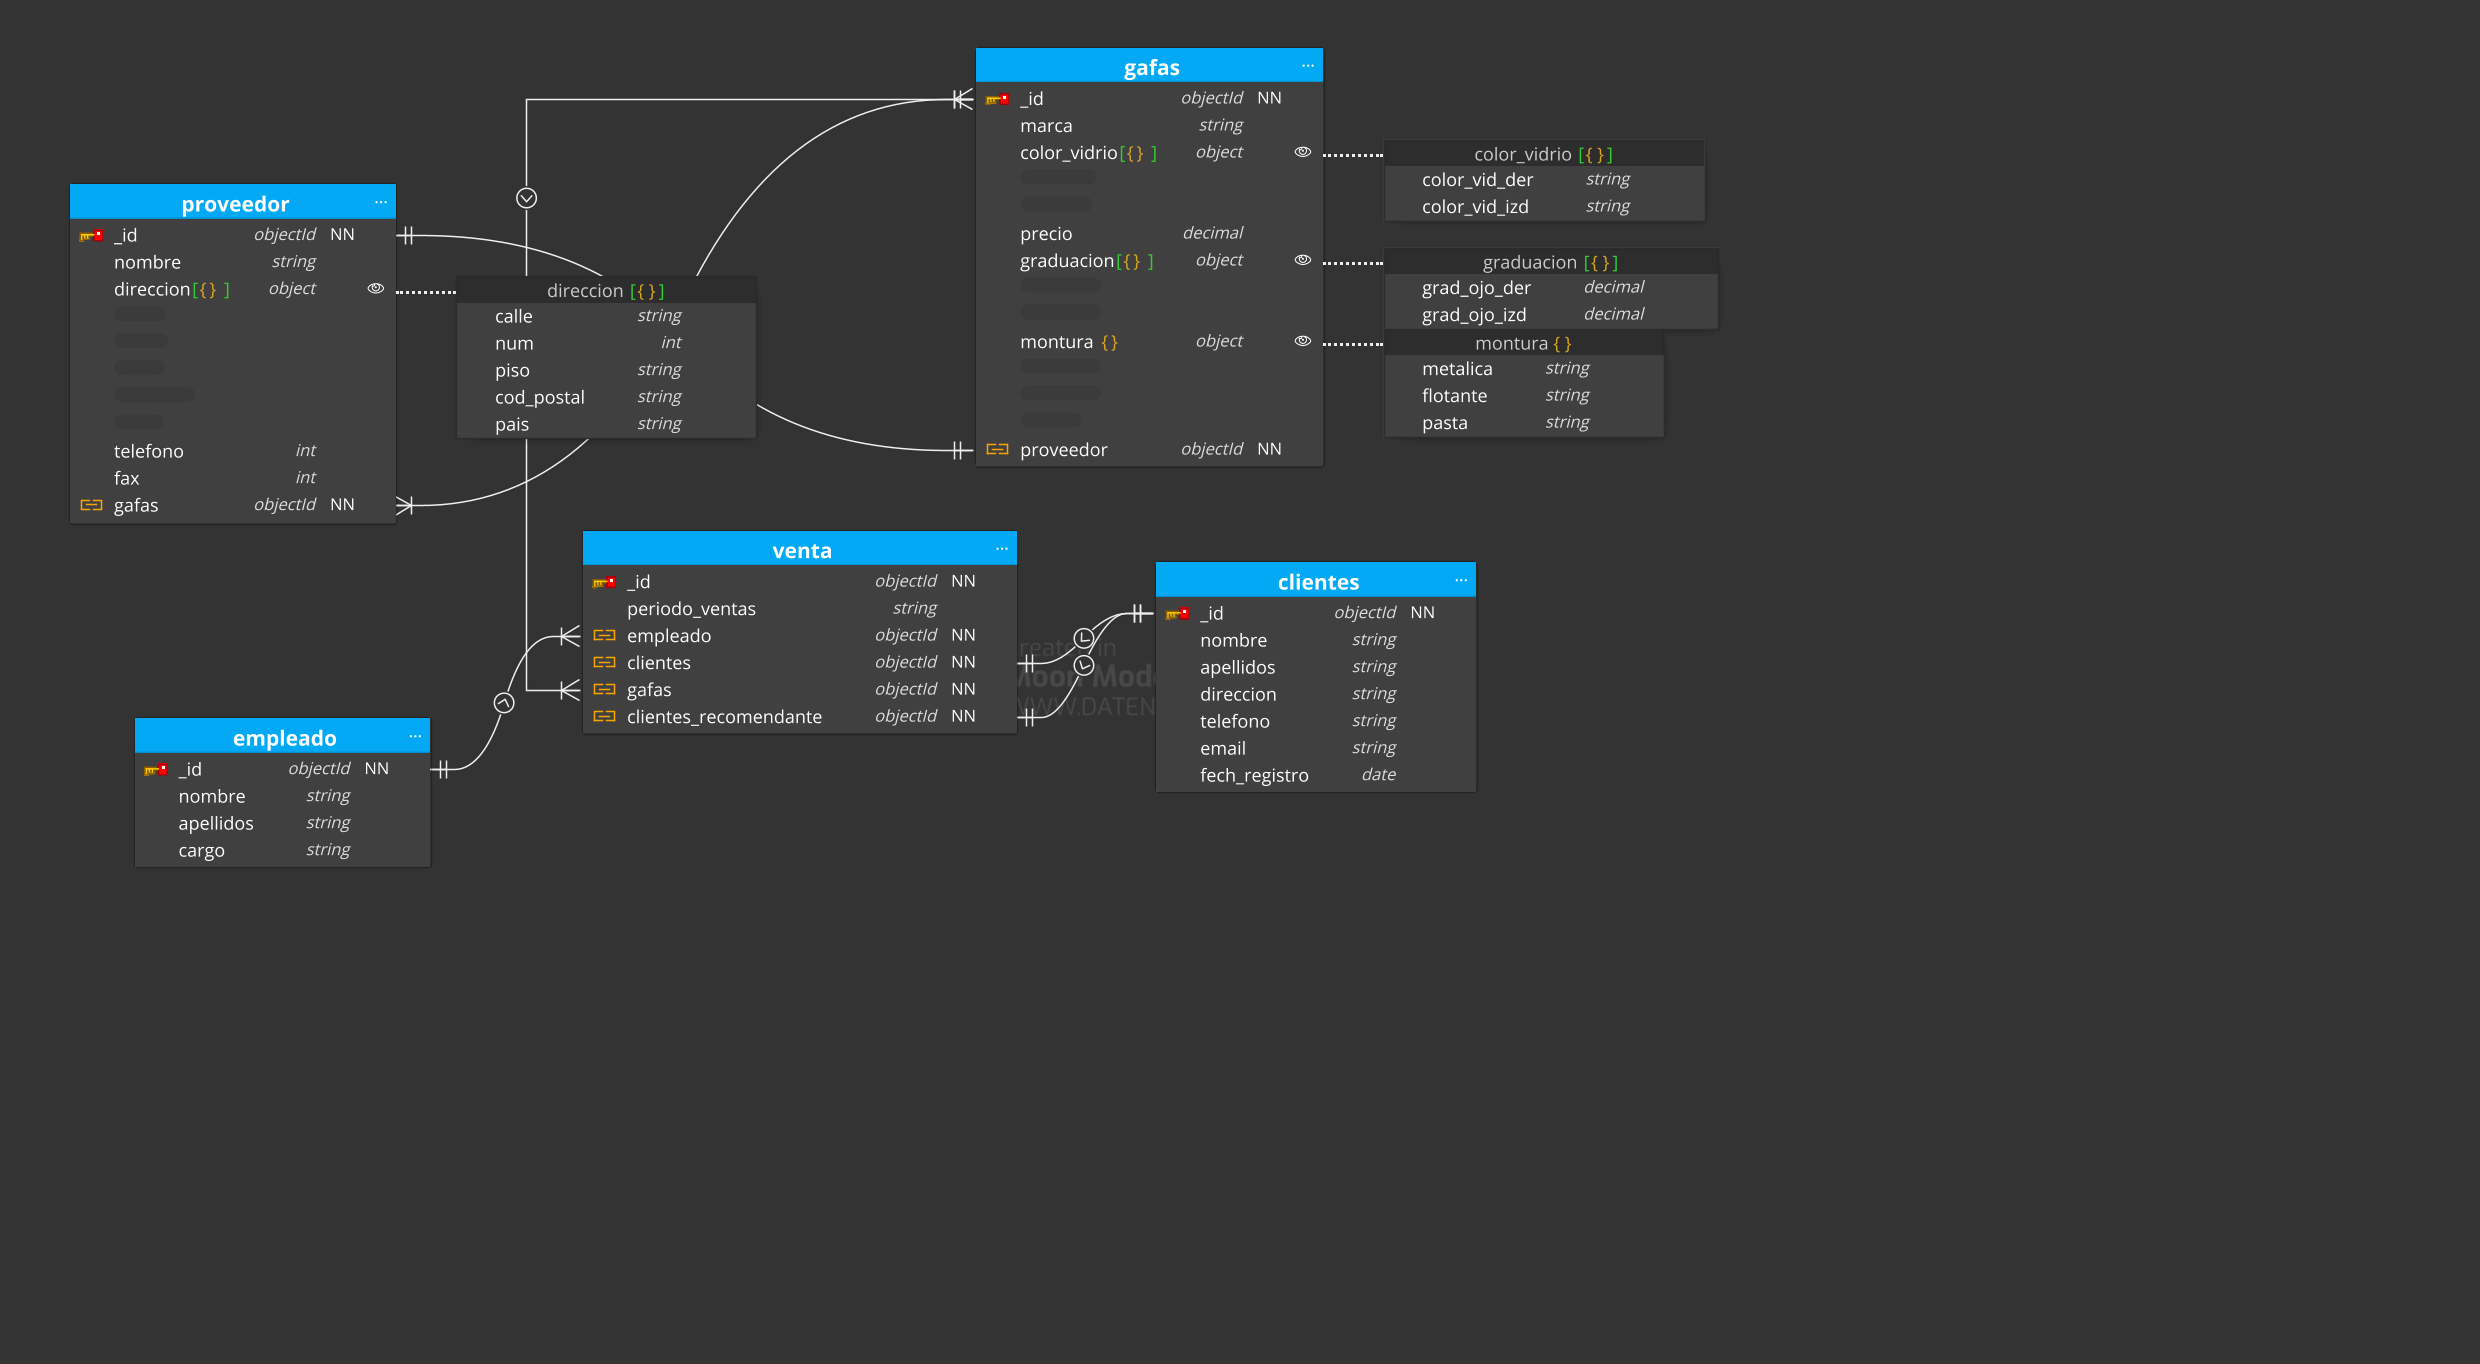 gafas ...
_id objectId NN
marca string
color_vidrio[{} ] object
precio decimal
graduacion[{} ] object
montura {} object
proveedor objectId NN
color_vidrio [{}]
color_vid_der string
color_vid_izd string
graduacion [{}]
grad_ojo_der decimal
grad_ojo_izd decimal
montura {}
metalica string
flotante string
pasta string
proveedor ...
_id objectId NN
nombre string
direccion[{} ] object
telefono int
fax int
gafas objectId NN
direccion [{}]
calle string
num int
piso string
cod_postal string
pais string
venta ...
_id objectId NN
periodo_ventas string
empleado objectId NN
clientes objectId NN
gafas objectId NN
clientes_recomendante objectId NN
in
clientes ...
_id objectId NN
nombre string
apellidos string
direccion string
telefono string
email string
fech_registro date
empleado ...
_id objectId NN
nombre string
apellidos string
cargo string